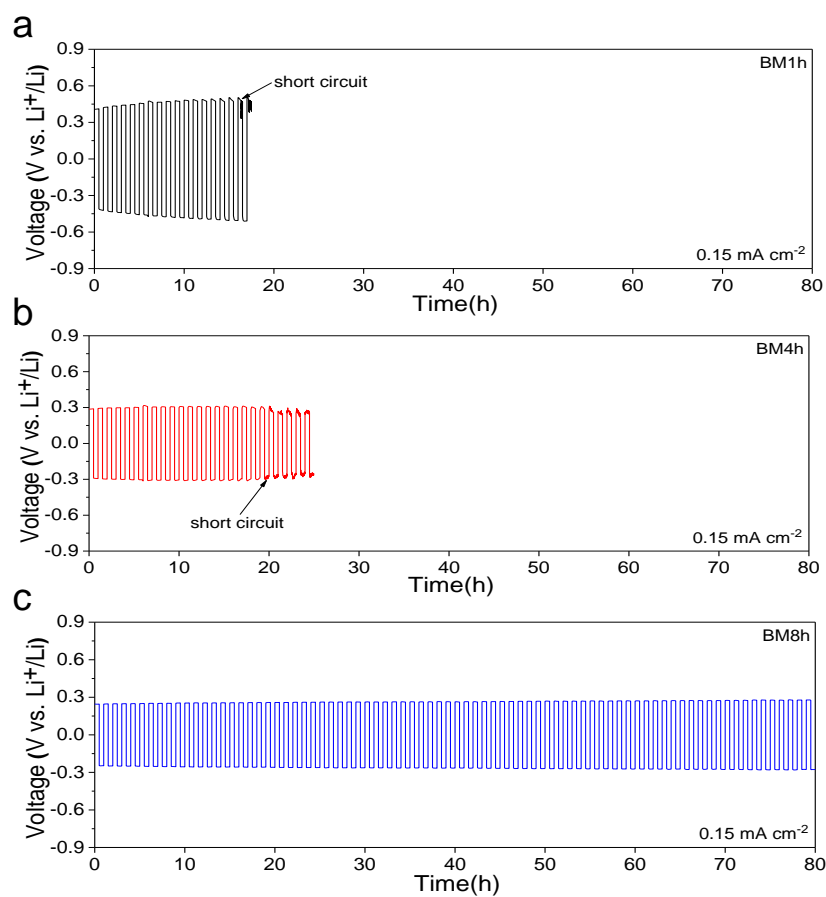 a
0.9
0.6
0.3
0.0
-0.3
-0.6
-0.9
Voltage (V vs. Li⁺/Li)
BM1h
short circuit
0.15 mA cm⁻²
0 10 20 30 40 50 60 70 80
Time(h)
b
0.9
0.6
0.3
0.0
-0.3
-0.6
-0.9
Voltage (V vs. Li⁺/Li)
BM4h
short circuit
0.15 mA cm⁻²
0 10 20 30 40 50 60 70 80
Time(h)
c
0.9
0.6
0.3
0.0
-0.3
-0.6
-0.9
Voltage (V vs. Li⁺/Li)
BM8h
0.15 mA cm⁻²
0 10 20 30 40 50 60 70 80
Time(h)